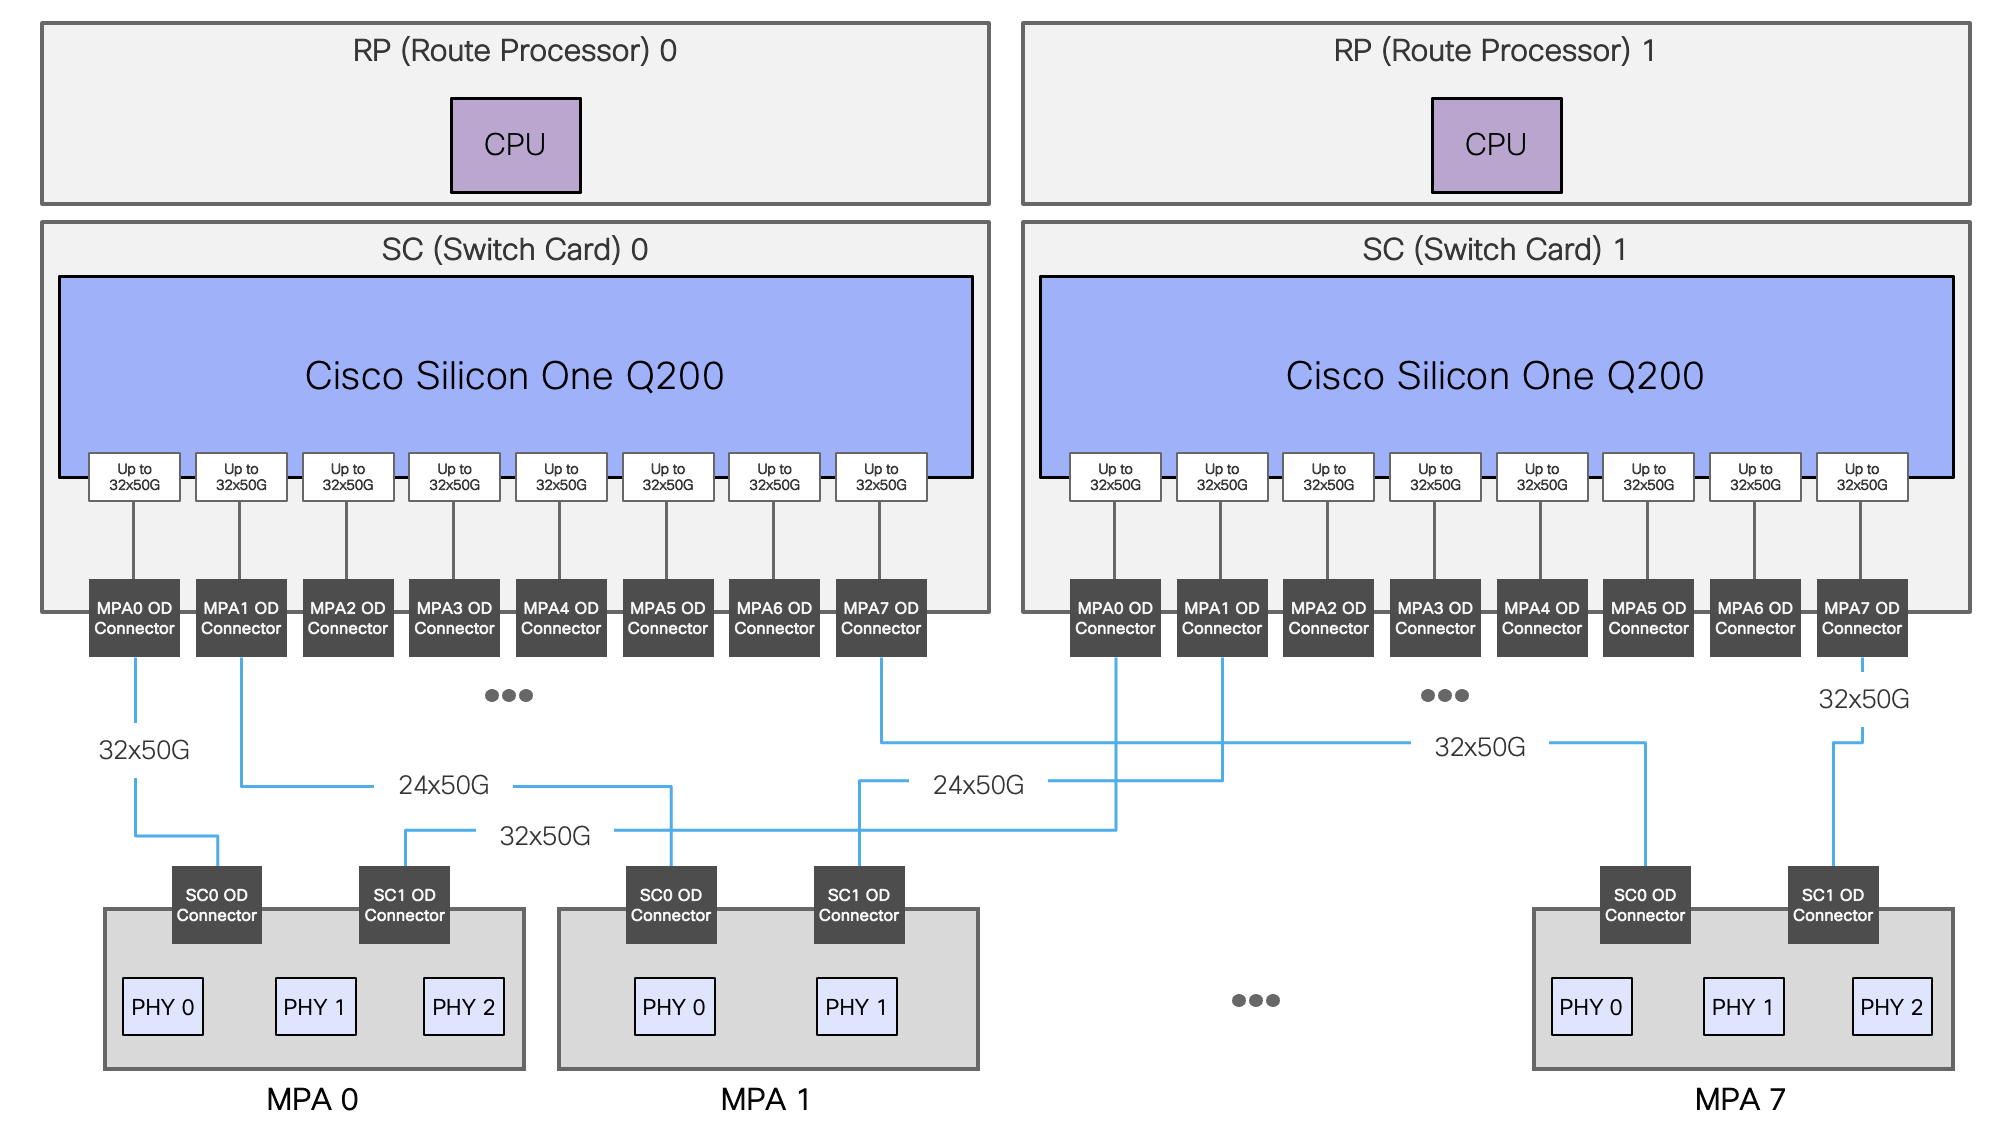 RP (Route Processor) 0
CPU
RP (Route Processor) 1
CPU
SC (Switch Card) 0
Cisco Silicon One Q200
Up to
32x50G
Up to
32x50G
Up to
32x50G
Up to
32x50G
Up to
32x50G
Up to
32x50G
Up to
32x50G
Up to
32x50G
MPA0 OD
Connector
MPA1 OD
Connector
MPA2 OD
Connector
MPA3 OD
Connector
MPA4 OD
Connector
MPA5 OD
Connector
MPA6 OD
Connector
MPA7 OD
Connector
SC (Switch Card) 1
Cisco Silicon One Q200
Up to
32x50G
Up to
32x50G
Up to
32x50G
Up to
32x50G
Up to
32x50G
Up to
32x50G
Up to
32x50G
Up to
32x50G
MPA0 OD
Connector
MPA1 OD
Connector
MPA2 OD
Connector
MPA3 OD
Connector
MPA4 OD
Connector
MPA5 OD
Connector
MPA6 OD
Connector
MPA7 OD
Connector
32x50G
32x50G
32x50G
24x50G
24x50G
32x50G
SC0 OD
Connector
SC1 OD
Connector
PHY 0
PHY 1
PHY 2
MPA 0
SC0 OD
Connector
SC1 OD
Connector
PHY 0
PHY 1
MPA 1
SC0 OD
Connector
SC1 OD
Connector
PHY 0
PHY 1
PHY 2
MPA 7